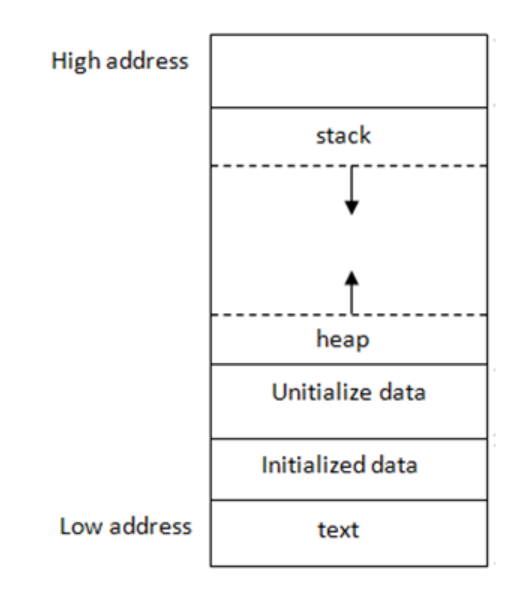 High address
stack
heap
Unitialize data
Initialized data
Low address
text